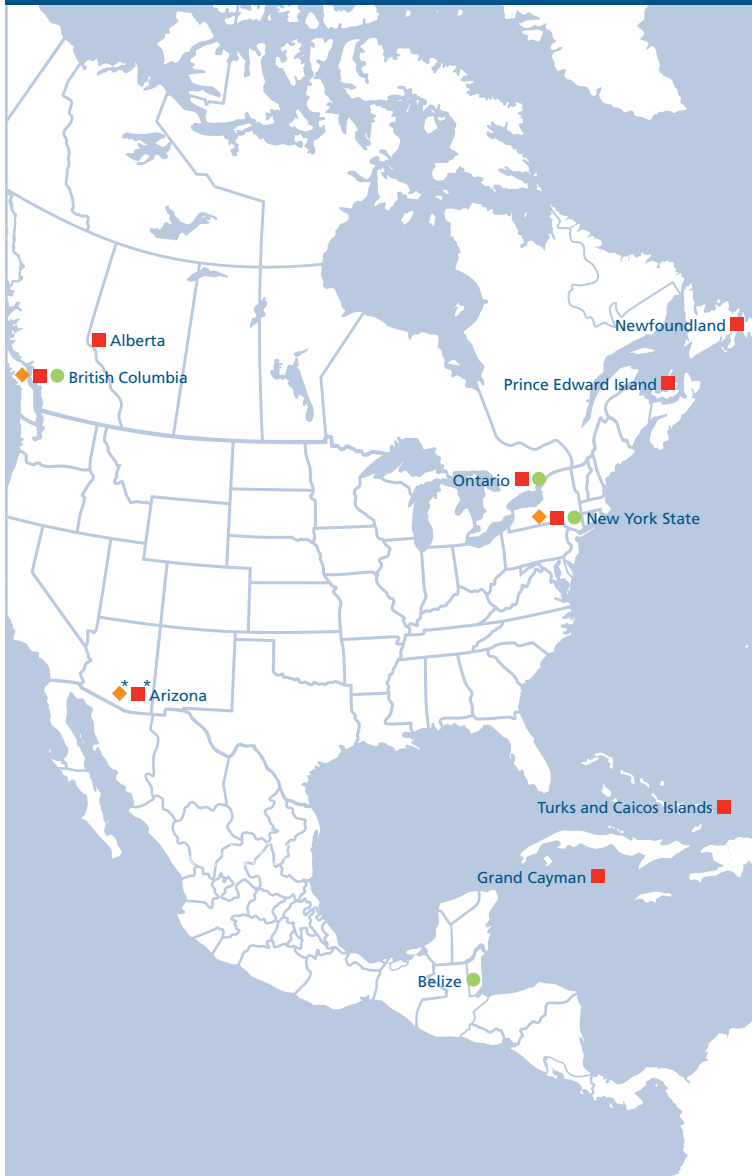 Newfoundland
Alberta
British Columbia
Prince Edward Island
Ontario
New York State
* *
Arizona
Turks and Caicos Islands
Grand Cayman
Belize